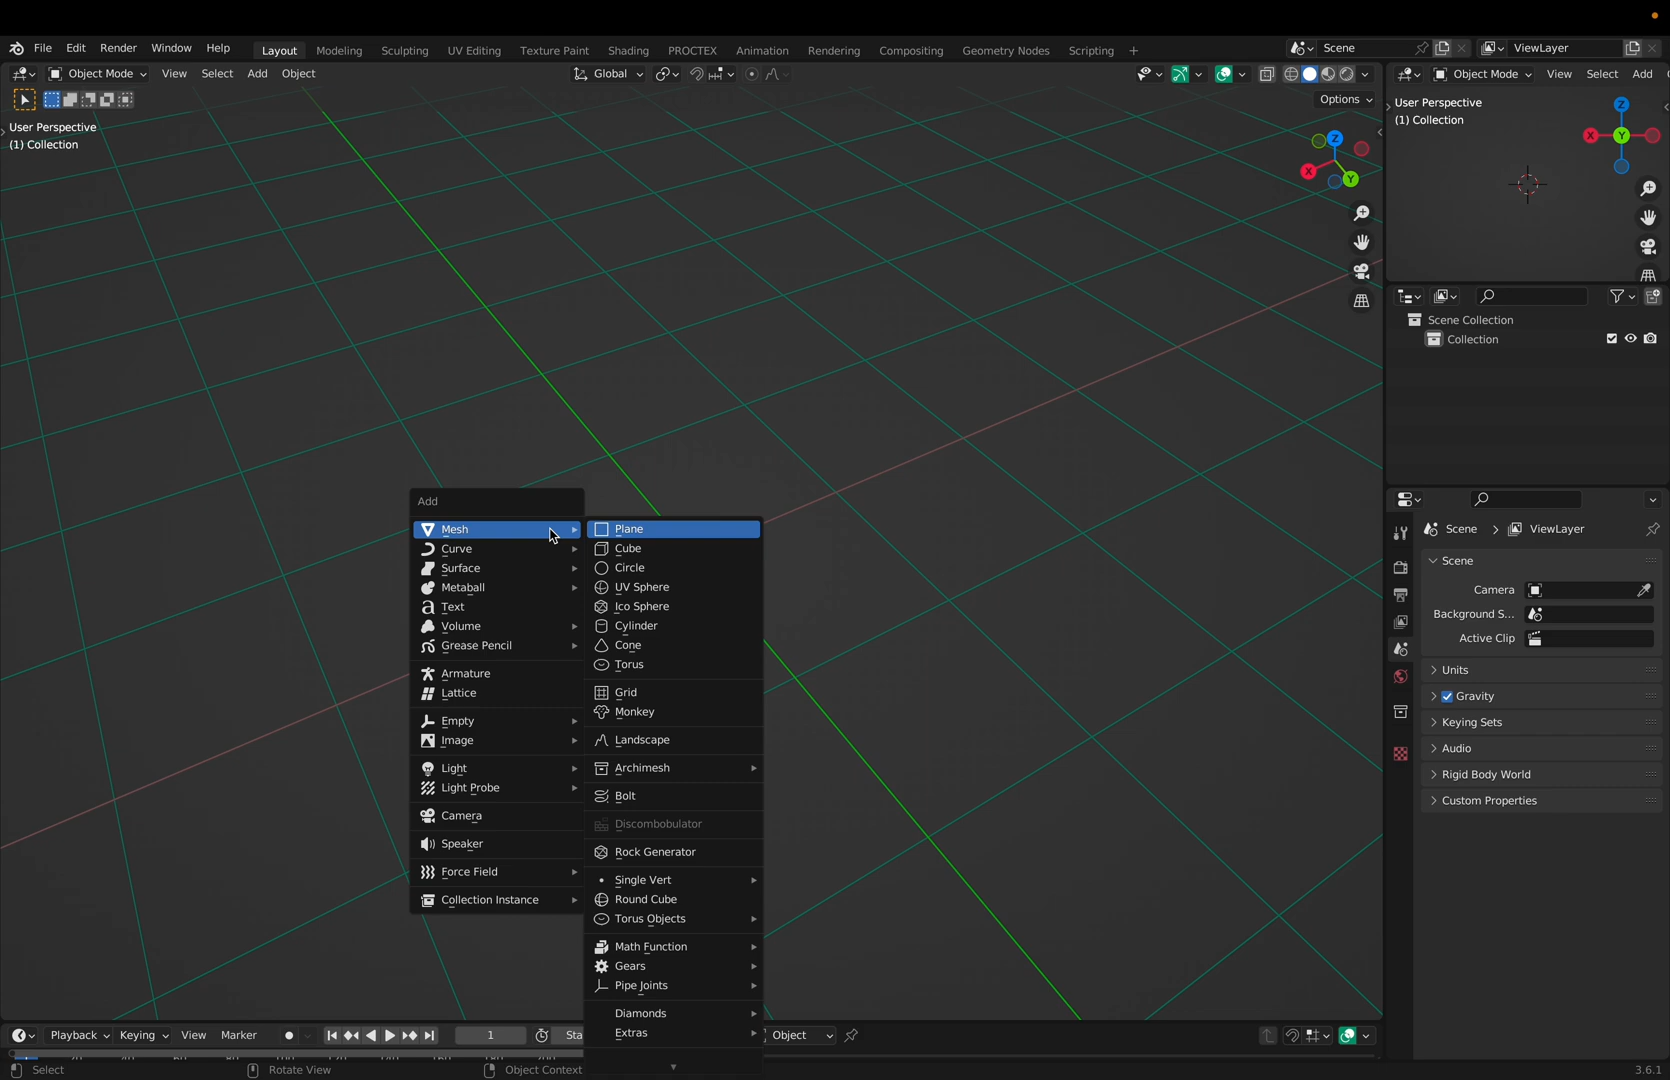 File Edit Render Window Help Layout Modeling Sculpting UV Editing Texture Paint Shading PROCTEX Animation Rendering Compositing Geometry Nodes Scripting + Scene ViewLayer
Object Mode View Select Add Object Global Object Mode View Select Add
Options
User Perspective
(1) Collection
Z
X
Y
User Perspective
(1) Collection
Z
X
Y
Scene Collection
Collection
Add
Mesh
Curve
Surface
Metaball
Text
Volume
Grease Pencil
Armature
Lattice
Empty
Image
Light
Light Probe
Camera
Speaker
Force Field
Collection Instance
Plane
Cube
Circle
UV Sphere
Ico Sphere
Cylinder
Cone
Torus
Grid
Monkey
Landscape
Archimesh
Bolt
Discombobulator
Rock Generator
Single Vert
Round Cube
Torus Objects
Math Function
Gears
Pipe Joints
Diamonds
Extras
Scene > ViewLayer
Scene
Camera
Background S...
Active Clip
Units
Gravity
Keying Sets
Audio
Rigid Body World
Custom Properties
Playback Keying View Marker 1 Sta Object
Select Rotate View Object Context 3.6.1